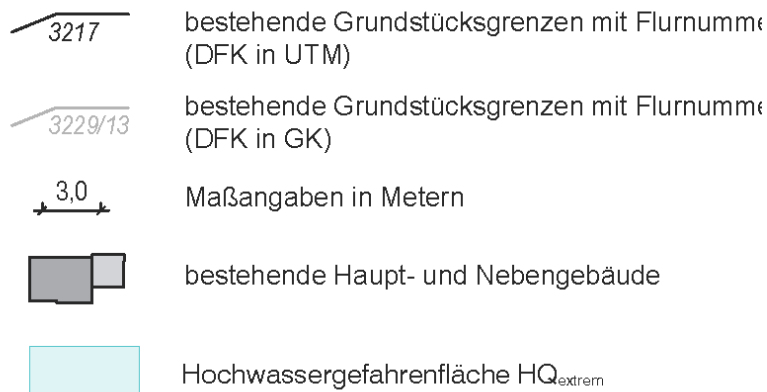 3217 bestehende Grundstücksgrenzen mit Flurnumme
(DFK in UTM)
3229/13 bestehende Grundstücksgrenzen mit Flurnumme
(DFK in GK)
3,0 Maßangaben in Metern
bestehende Haupt- und Nebengebäude
Hochwassergefahrenfläche HQextrem